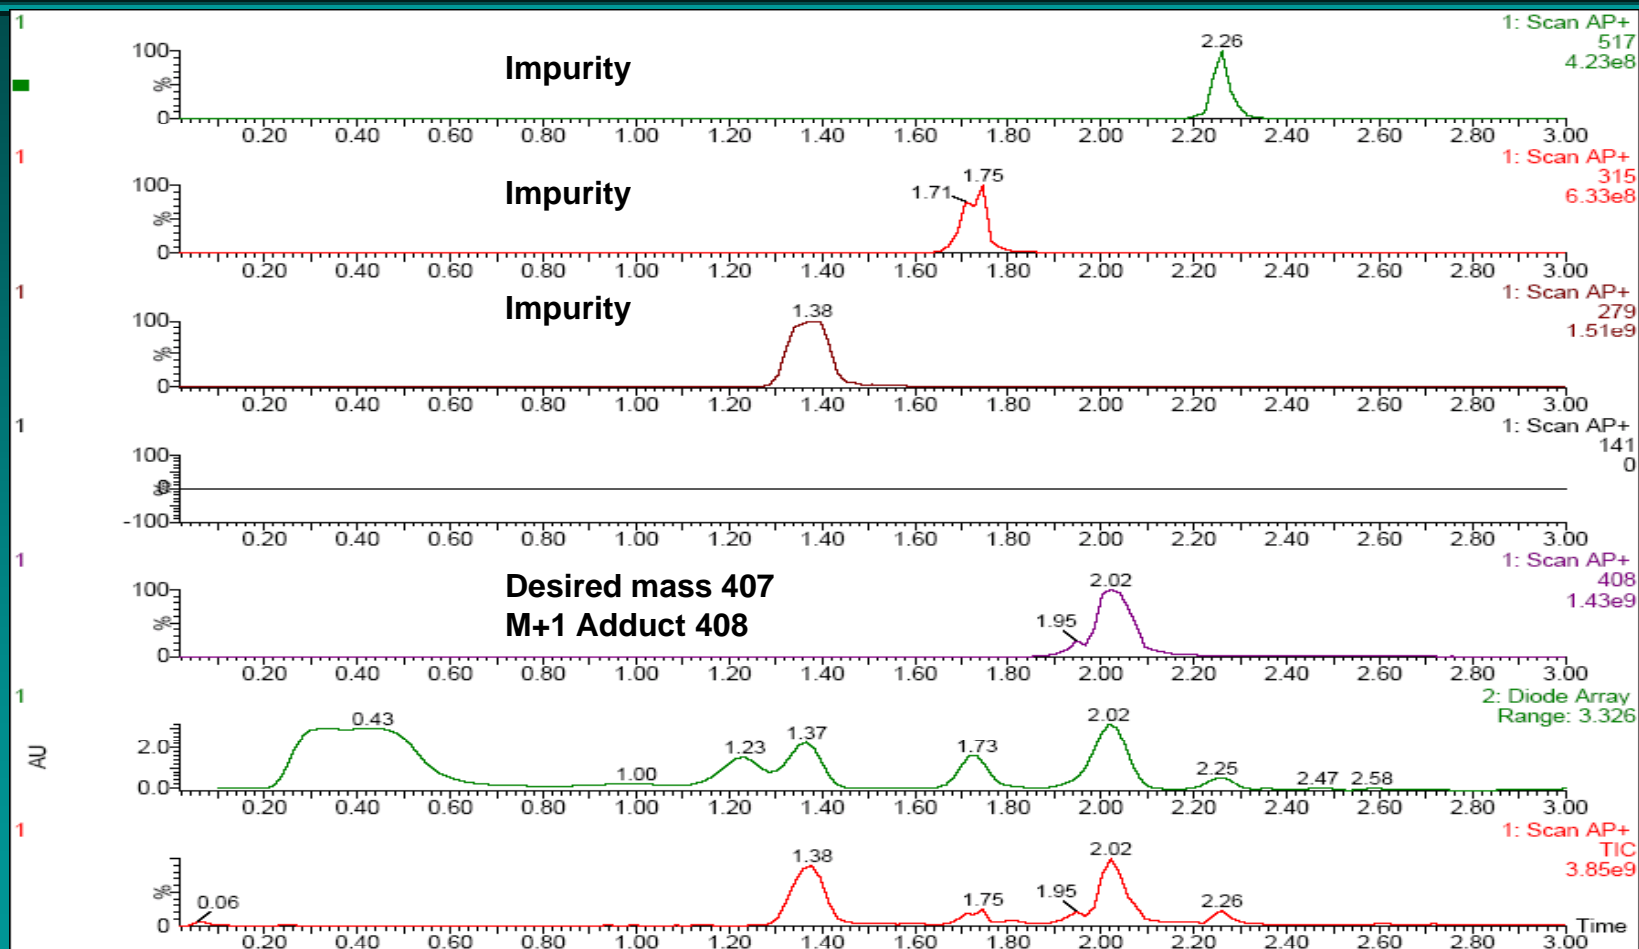 1
1: Scan AP+
517
4.23e8
Impurity
2.26
100
%
0
0.20 0.40 0.60 0.80 1.00 1.20 1.40 1.60 1.80 2.00 2.20 2.40 2.60 2.80 3.00
1
1: Scan AP+
315
6.33e8
Impurity
1.71 1.75
100
%
0
0.20 0.40 0.60 0.80 1.00 1.20 1.40 1.60 1.80 2.00 2.20 2.40 2.60 2.80 3.00
1
1: Scan AP+
279
1.51e9
Impurity
1.38
100
%
0
0.20 0.40 0.60 0.80 1.00 1.20 1.40 1.60 1.80 2.00 2.20 2.40 2.60 2.80 3.00
1
1: Scan AP+
141
0
100
-100
0.20 0.40 0.60 0.80 1.00 1.20 1.40 1.60 1.80 2.00 2.20 2.40 2.60 2.80 3.00
1
1: Scan AP+
408
1.43e9
Desired mass 407
M+1 Adduct 408
1.95 2.02
100
%
0
0.20 0.40 0.60 0.80 1.00 1.20 1.40 1.60 1.80 2.00 2.20 2.40 2.60 2.80 3.00
1
2: Diode Array
Range: 3.326
0.43 1.00 1.23 1.37 1.73 2.02 2.25 2.47 2.58
AU
2.0
0.0
0.20 0.40 0.60 0.80 1.00 1.20 1.40 1.60 1.80 2.00 2.20 2.40 2.60 2.80 3.00
1
1: Scan AP+
TIC
3.85e9
0.06 1.38 1.75 1.95 2.02 2.26
%
0
Time
0.20 0.40 0.60 0.80 1.00 1.20 1.40 1.60 1.80 2.00 2.20 2.40 2.60 2.80 3.00